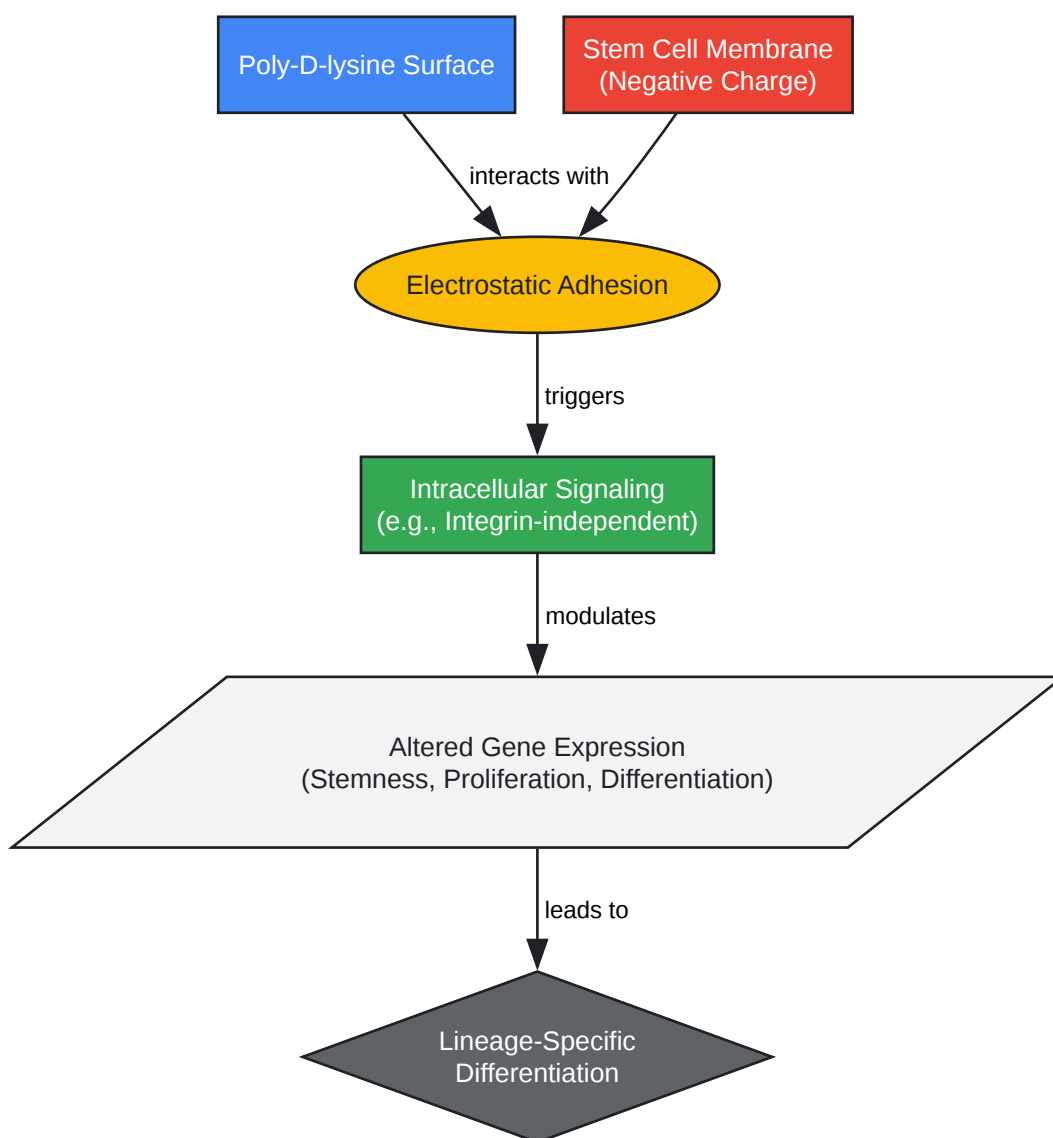 Poly-D-lysine Surface
Stem Cell Membrane
(Negative Charge)
interacts with
Electrostatic Adhesion
triggers
Intracellular Signaling
(e.g., Integrin-independent)
modulates
Altered Gene Expression
(Stemness, Proliferation, Differentiation)
leads to
Lineage-Specific
Differentiation